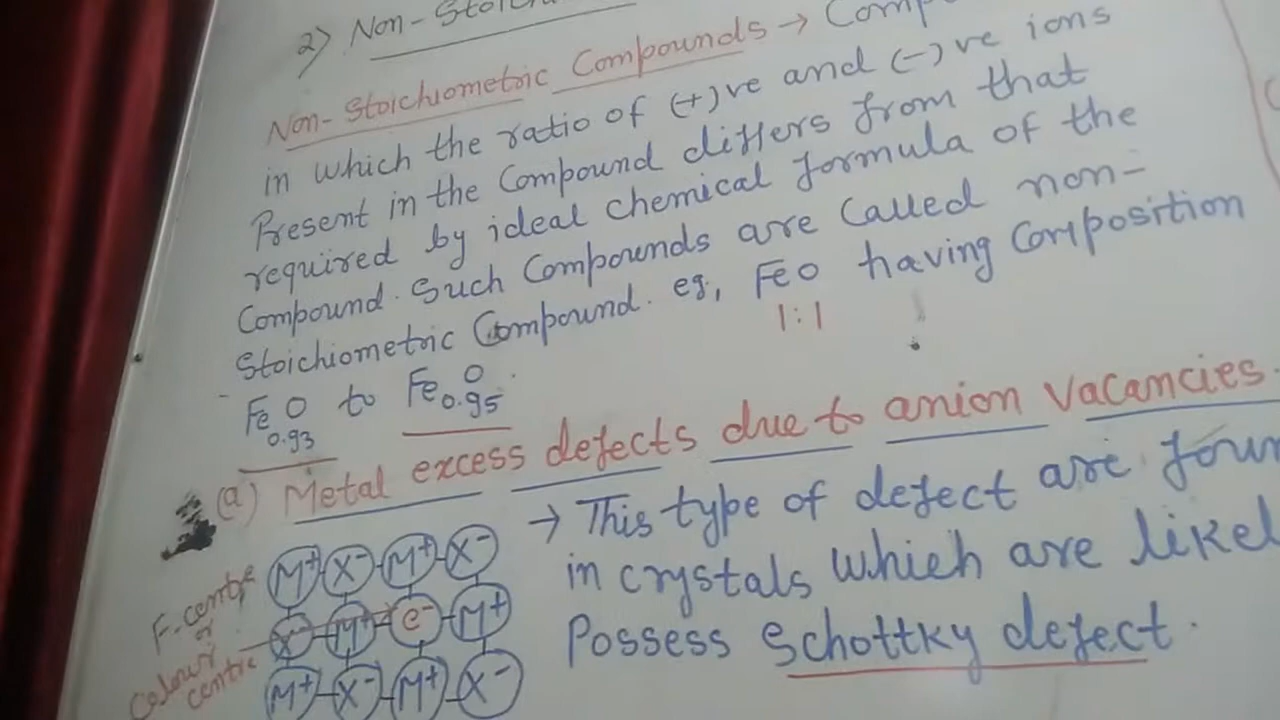 2) Non-
Non-Stoichiometric Compounds →
in which the ratio of (+)ve and (-)ve ions
Present in the Compound differs from that
required by ideal chemical formula of the
Compound. Such Compounds are Called non-
Stoichiometric Compound. eg, FeO having Composition
1:1
Fe0.93O to Fe0.95O.
(a) Metal excess defects due to anion vacancies.
→ This type of defect are
in crystals which are
Possess Schottky defect.
F-centre
or
Colour
centre
M+ X- M+ X-
X- M+ e- M+
M+ X- M+ X-